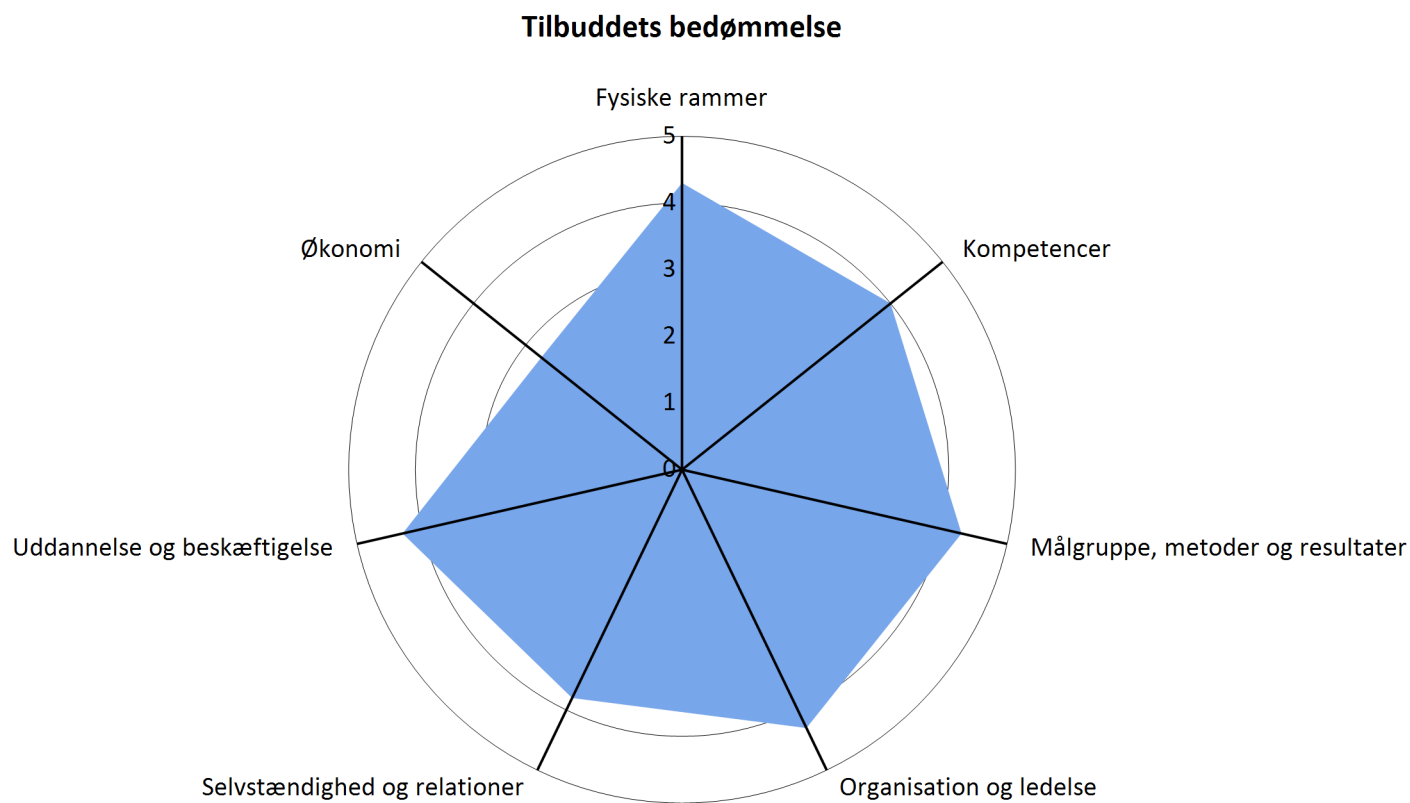 Tilbuddets bedømmelse
Fysiske rammer
5
4
3
2
1
0
Økonomi
Kompetencer
Uddannelse og beskæftigelse
Målgruppe, metoder og resultater
Selvstændighed og relationer
Organisation og ledelse